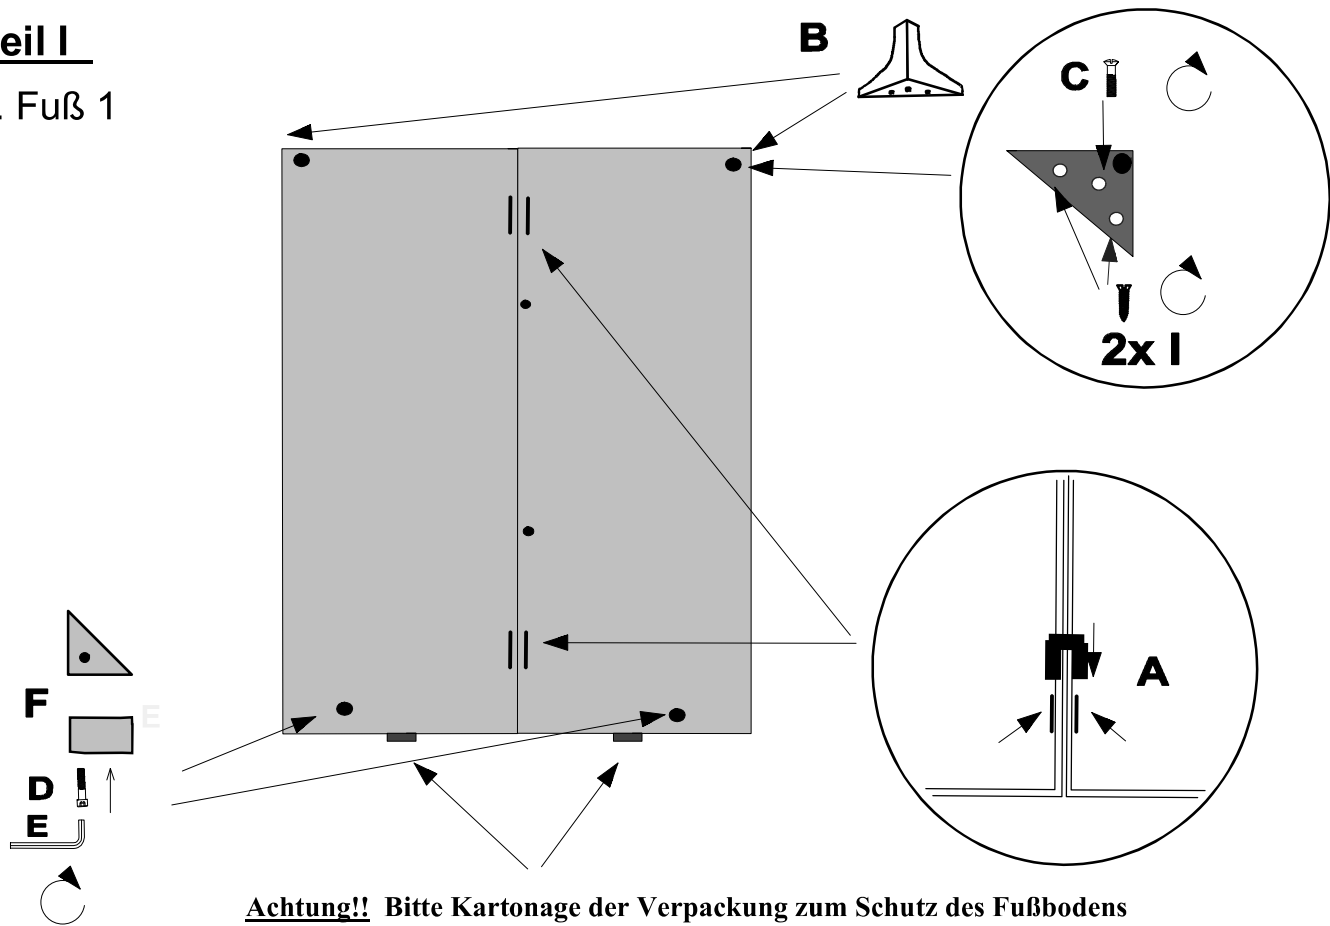 eil I
. Fuß 1
B
C
2x I
A
F
E
D
E
Achtung!! Bitte Kartonage der Verpackung zum Schutz des Fußbodens